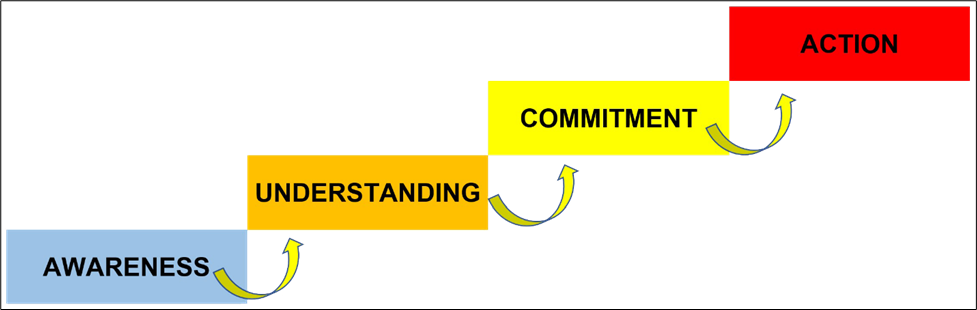 ACTION
COMMITMENT
UNDERSTANDING
AWARENESS